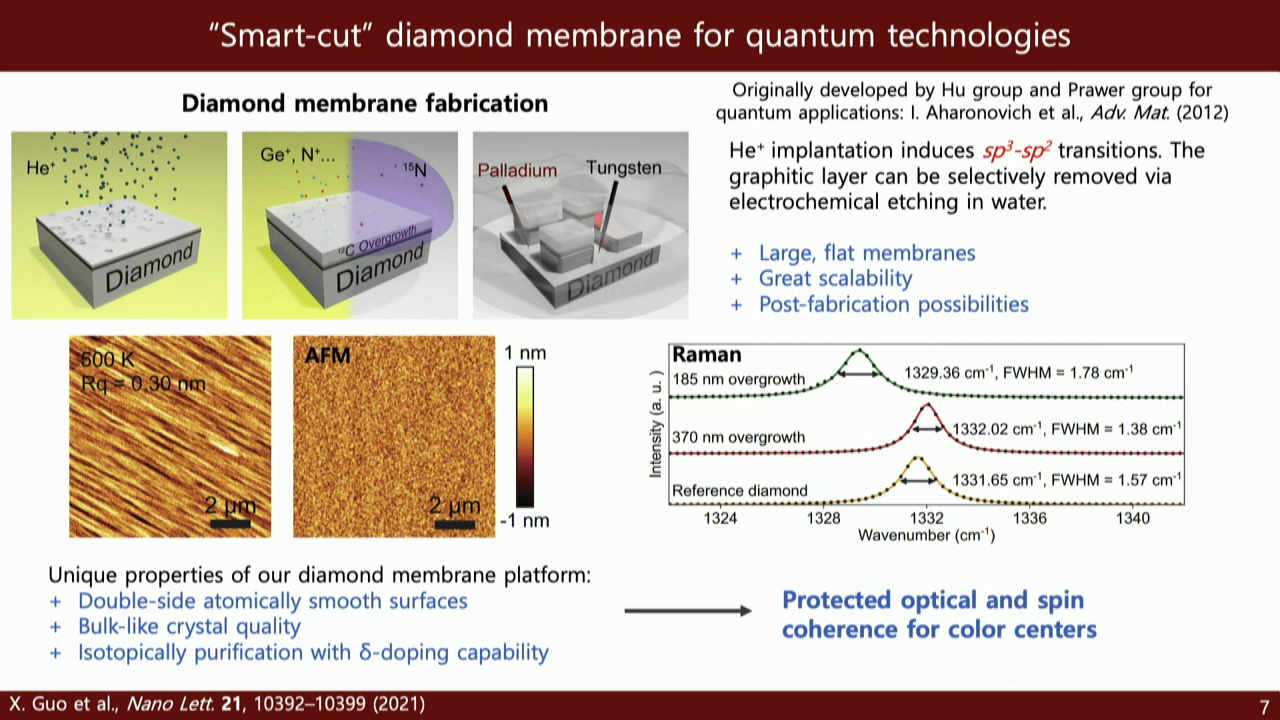 “Smart-cut” diamond membrane for quantum technologies
Diamond membrane fabrication
Originally developed by Hu group and Prawer group for
quantum applications: I. Aharonovich et al., Adv. Mat. (2012)
He⁺
Diamond
Ge⁺, N⁺...
¹⁵N
¹²C Overgrowth
Diamond
Palladium
Tungsten
Diamond
He⁺ implantation induces sp³-sp² transitions. The
graphitic layer can be selectively removed via
electrochemical etching in water.
+ Large, flat membranes
+ Great scalability
+ Post-fabrication possibilities
500 K
Rq = 0.30 nm
2 μm
AFM
2 μm
1 nm
-1 nm
Raman
185 nm overgrowth
1329.36 cm⁻¹, FWHM = 1.78 cm⁻¹
370 nm overgrowth
1332.02 cm⁻¹, FWHM = 1.38 cm⁻¹
Reference diamond
1331.65 cm⁻¹, FWHM = 1.57 cm⁻¹
Intensity (a. u. )
1324 1328 1332 1336 1340
Wavenumber (cm⁻¹)
Unique properties of our diamond membrane platform:
+ Double-side atomically smooth surfaces
+ Bulk-like crystal quality
+ Isotopically purification with δ-doping capability
Protected optical and spin
coherence for color centers
X. Guo et al., Nano Lett. 21, 10392–10399 (2021)
7